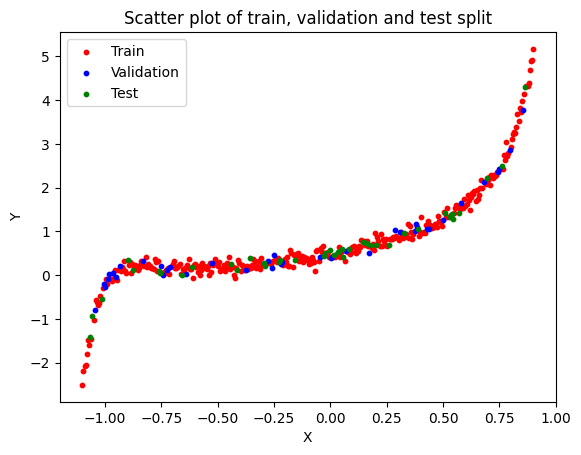 Scatter plot of train, validation and test split
Train
Validation
Test
Y
5
4
3
2
1
0
−1
−2
−1.00 −0.75 −0.50 −0.25 0.00 0.25 0.50 0.75 1.00
X